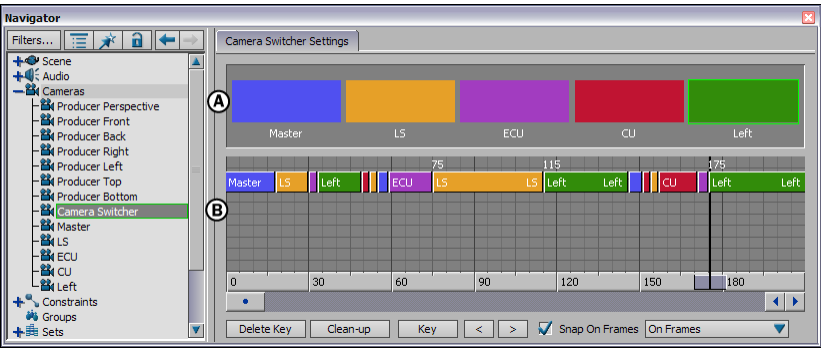 Navigator
Filters...
Scene
Audio
Cameras
Producer Perspective
Producer Front
Producer Back
Producer Right
Producer Left
Producer Top
Producer Bottom
Camera Switcher
Master
LS
ECU
CU
Left
Constraints
Groups
Sets
Camera Switcher Settings
A
Master LS ECU CU Left
75 115 175
Master LS Left ECU LS LS Left Left CU Left Left
B
0 30 60 90 120 150 180
Delete Key Clean-up Key < > Snap On Frames On Frames